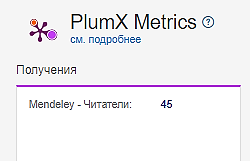 PlumX Metrics ?
см. подробнее
Получения
Mendeley - Читатели: 45